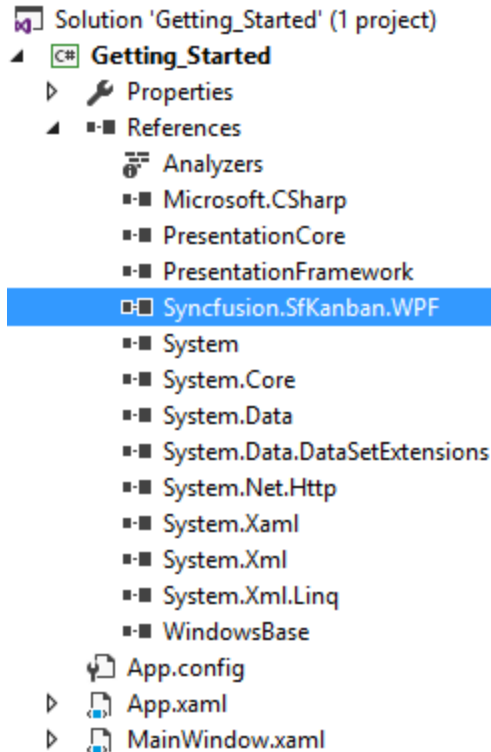 Solution 'Getting_Started' (1 project)
C# Getting_Started
Properties
References
Analyzers
Microsoft.CSharp
PresentationCore
PresentationFramework
Syncfusion.SfKanban.WPF
System
System.Core
System.Data
System.Data.DataSetExtensions
System.Net.Http
System.Xaml
System.Xml
System.Xml.Linq
WindowsBase
App.config
App.xaml
MainWindow.xaml